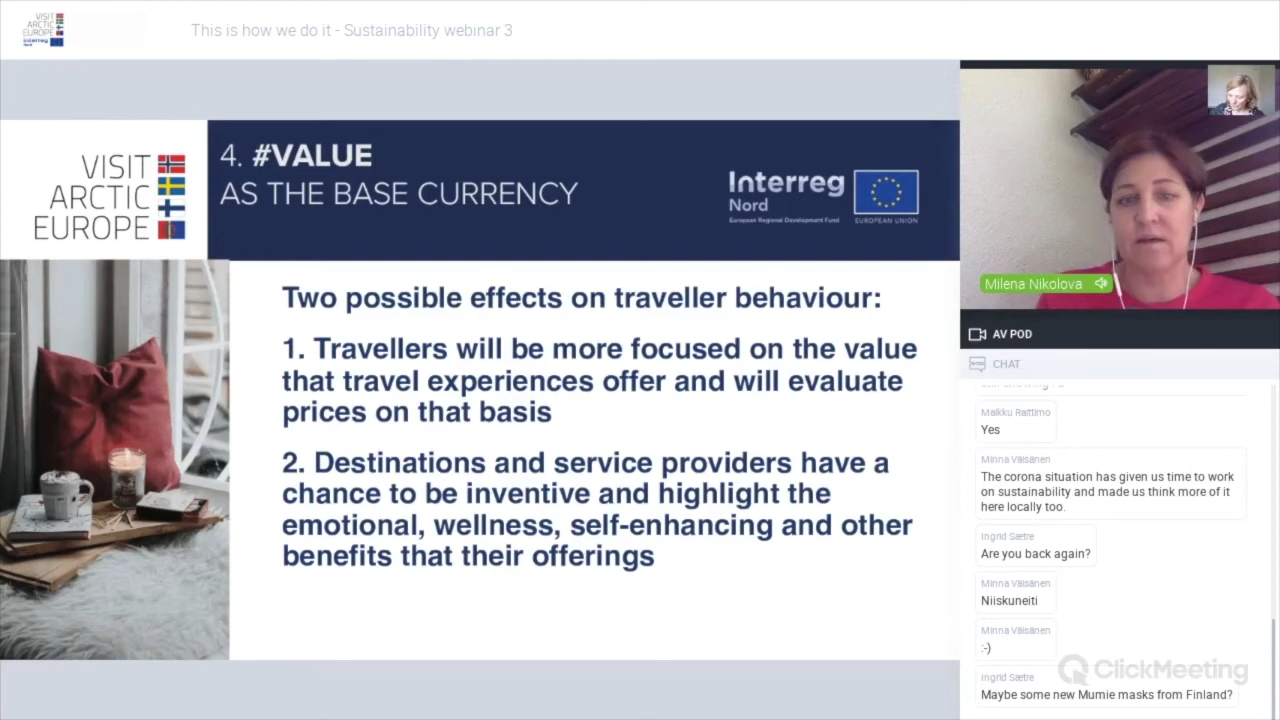 VISIT
ARCTIC
EUROPE
Interreg
Nord
This is how we do it - Sustainability webinar 3
VISIT
ARCTIC
EUROPE
4. #VALUE
AS THE BASE CURRENCY
Interreg
Nord
European Regional Development Fund
EUROPEAN UNION
Two possible effects on traveller behaviour:
1. Travellers will be more focused on the value
that travel experiences offer and will evaluate
prices on that basis
2. Destinations and service providers have a
chance to be inventive and highlight the
emotional, wellness, self-enhancing and other
benefits that their offerings
Milena Nikolova
AV POD
CHAT
Maikku Raittimo
Yes
Minna Väisänen
The corona situation has given us time to work
on sustainability and made us think more of it
here locally too.
Ingrid Sætre
Are you back again?
Minna Väisänen
Niiskuneiti
Minna Väisänen
:-)
Ingrid Sætre
Maybe some new Mumie masks from Finland?
ClickMeeting